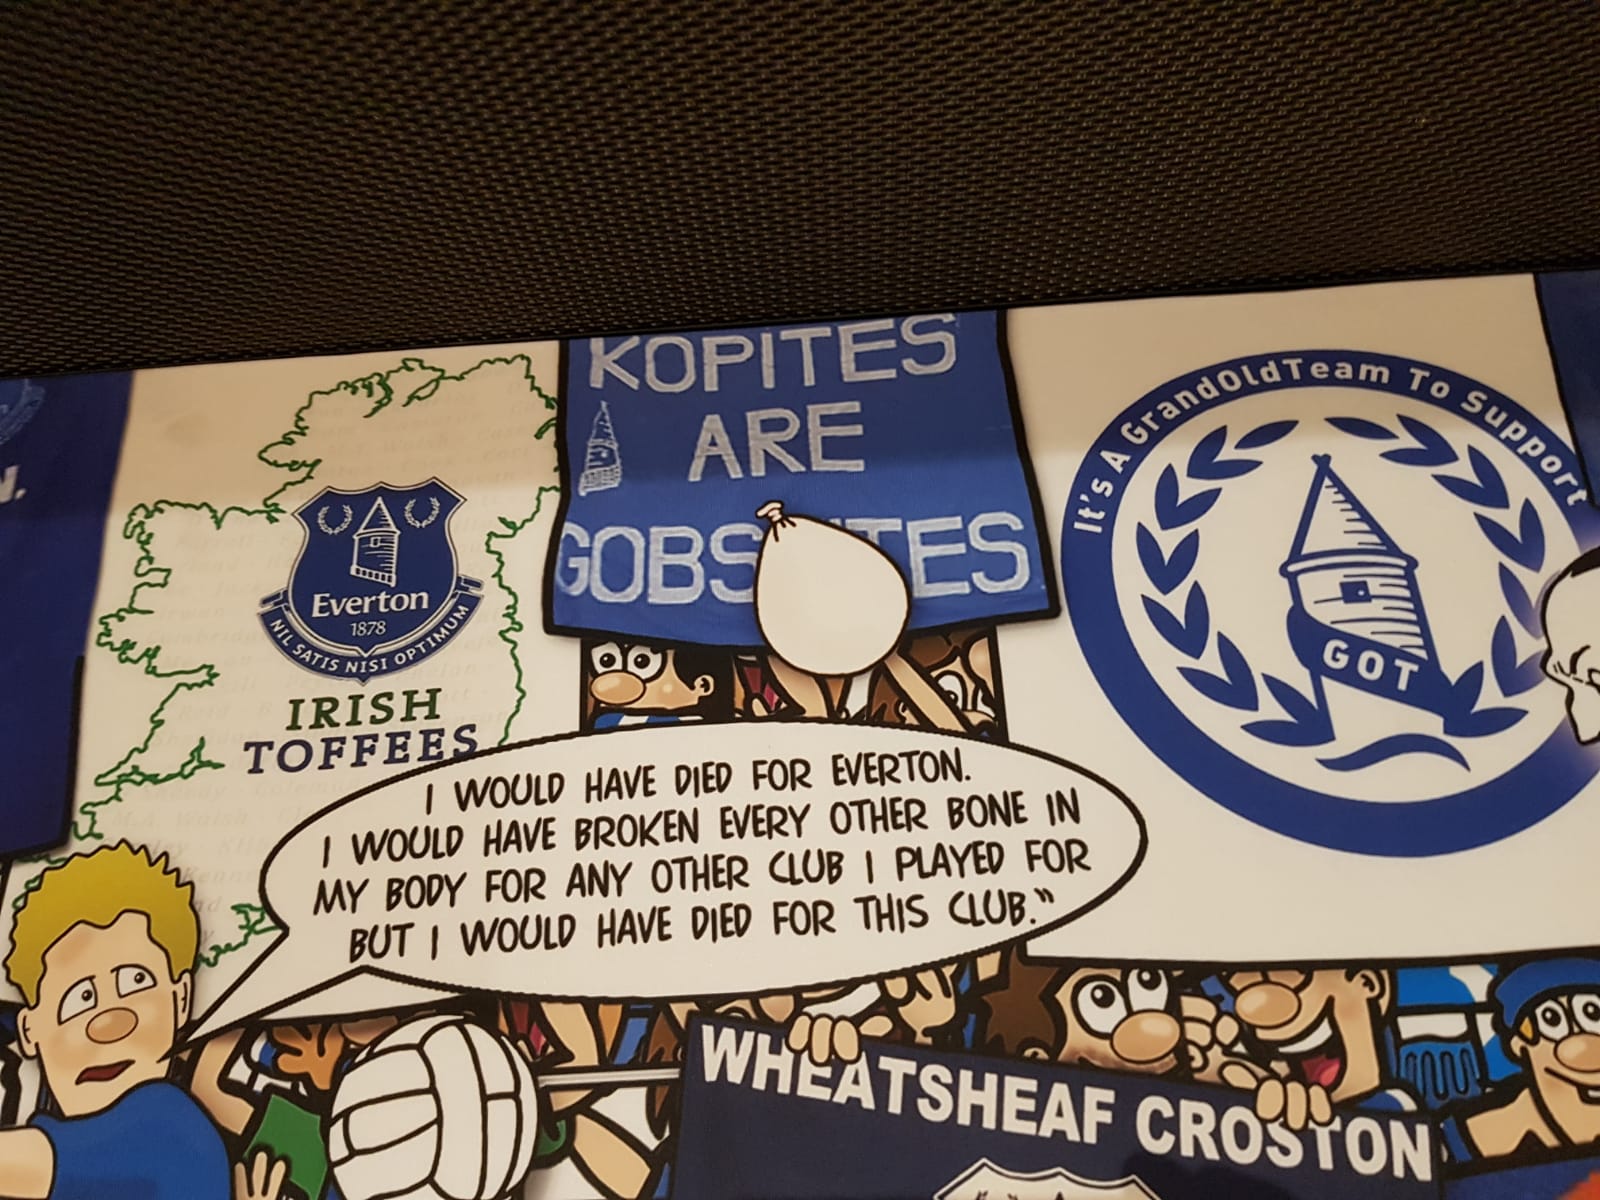 KOPITES
ARE
GOBS
TES
It's A GrandOldTeam To Support
GOT
Everton
1878
NIL SATIS NISI OPTIMUM
IRISH
TOFFEES
I WOULD HAVE DIED FOR EVERTON.
I WOULD HAVE BROKEN EVERY OTHER BONE IN
MY BODY FOR ANY OTHER CLUB I PLAYED FOR
BUT I WOULD HAVE DIED FOR THIS CLUB."
WHEATSHEAF CROSTON